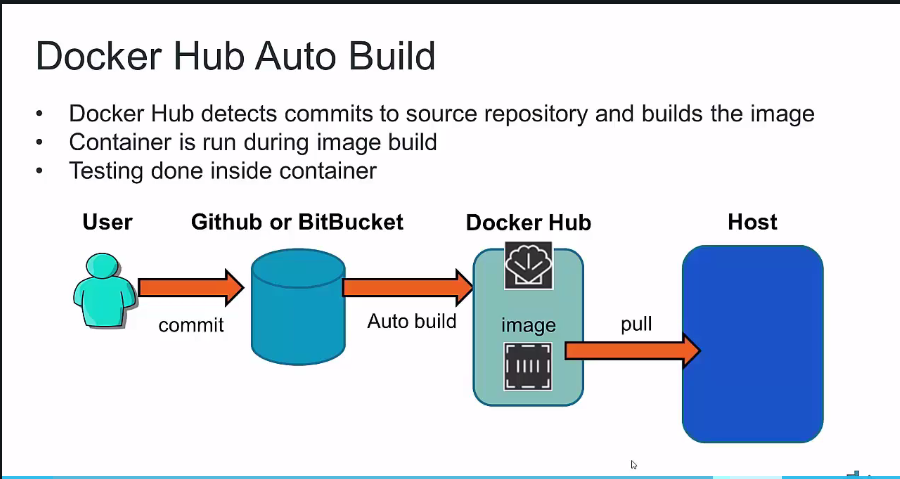 Docker Hub Auto Build
• Docker Hub detects commits to source repository and builds the image
• Container is run during image build
• Testing done inside container
User
Github or BitBucket
Docker Hub
Host
commit
Auto build
image
pull